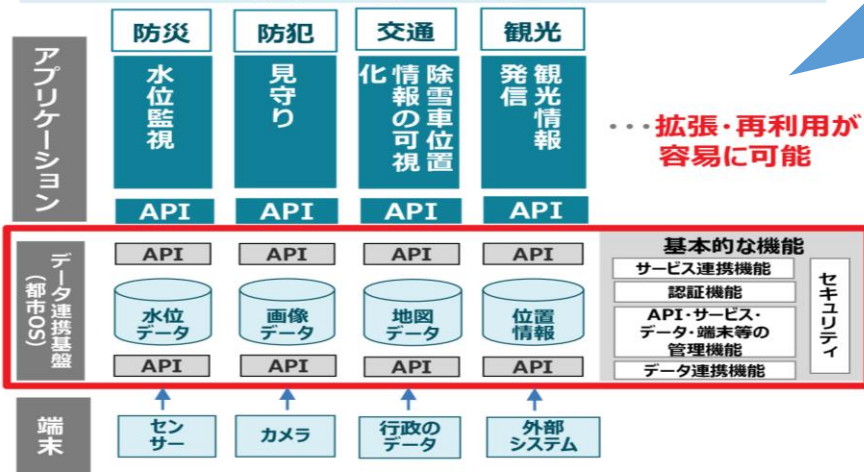 防災
防犯
交通
観光
アプリケーション
水位監視
見守り
除雪車位置
情報の可視
化
観光情報
発信
・・・拡張・再利用が
容易に可能
API
API
API
API
データ連携基盤
(都市OS)
API
API
API
API
水位
データ
画像
データ
地図
データ
位置
情報
API
API
API
API
基本的な機能
サービス連携機能
認証機能
API・サービス・
データ・端末等の
管理機能
データ連携機能
セキュリティ
端末
セン
サー
カメラ
行政の
データ
外部
システム